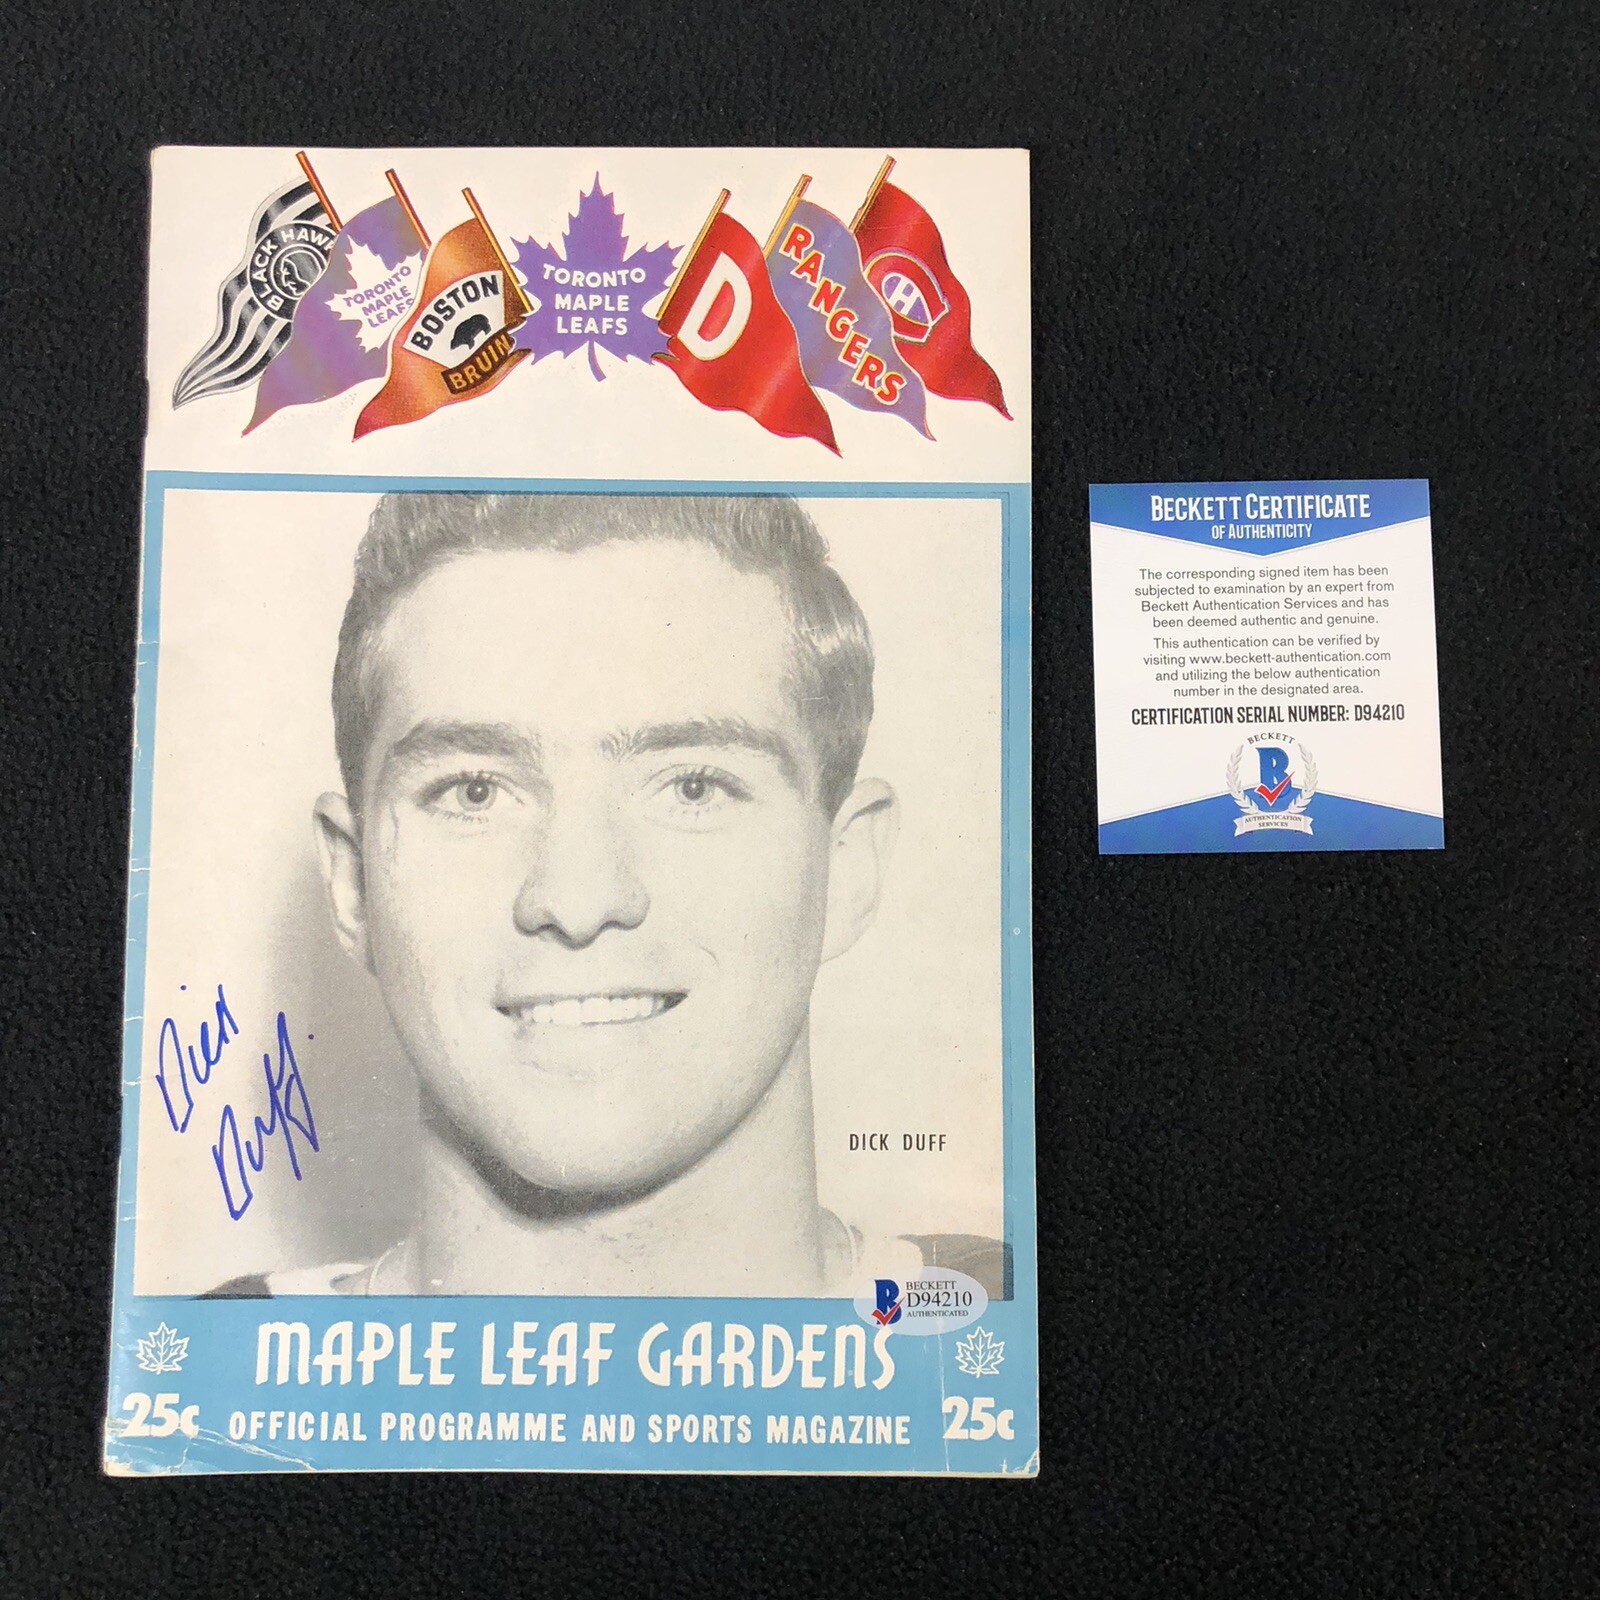 BLACK HAWK
TORONTO
MAPLE
LEAFS
BOSTON
BRUIN
TORONTO
MAPLE
LEAFS
D
RANGERS
CH
Dick
Duff
DICK DUFF
BECKETT
D94210
AUTHENTICATED
MAPLE LEAF GARDENS
25c OFFICIAL PROGRAMME AND SPORTS MAGAZINE 25c
BECKETT CERTIFICATE
OF AUTHENTICITY
The corresponding signed item has been
subjected to examination by an expert from
Beckett Authentication Services and has
been deemed authentic and genuine.
This authentication can be verified by
visiting www.beckett-authentication.com
and utilizing the below authentication
number in the designated area.
CERTIFICATION SERIAL NUMBER: D94210
BECKETT
B
AUTHENTICATION
SERVICES